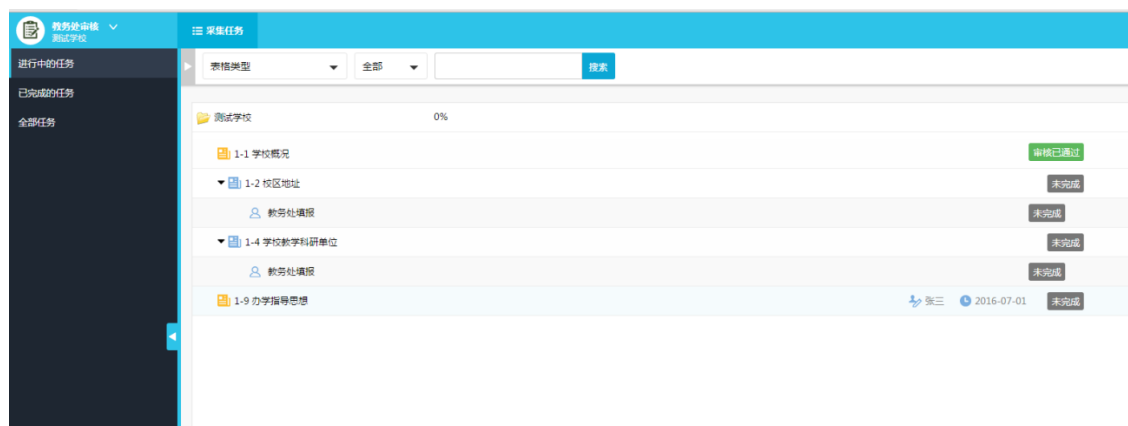 教务处审核
测试学校
采集任务
进行中的任务
已完成的任务
全部任务
表格类型 全部 搜索
测试学校 0%
1-1 学校概况 审核已通过
1-2 校区地址 未完成
教务处填报 未完成
1-4 学校教学科研单位 未完成
教务处填报 未完成
1-9 办学指导思想 张三 2016-07-01 未完成